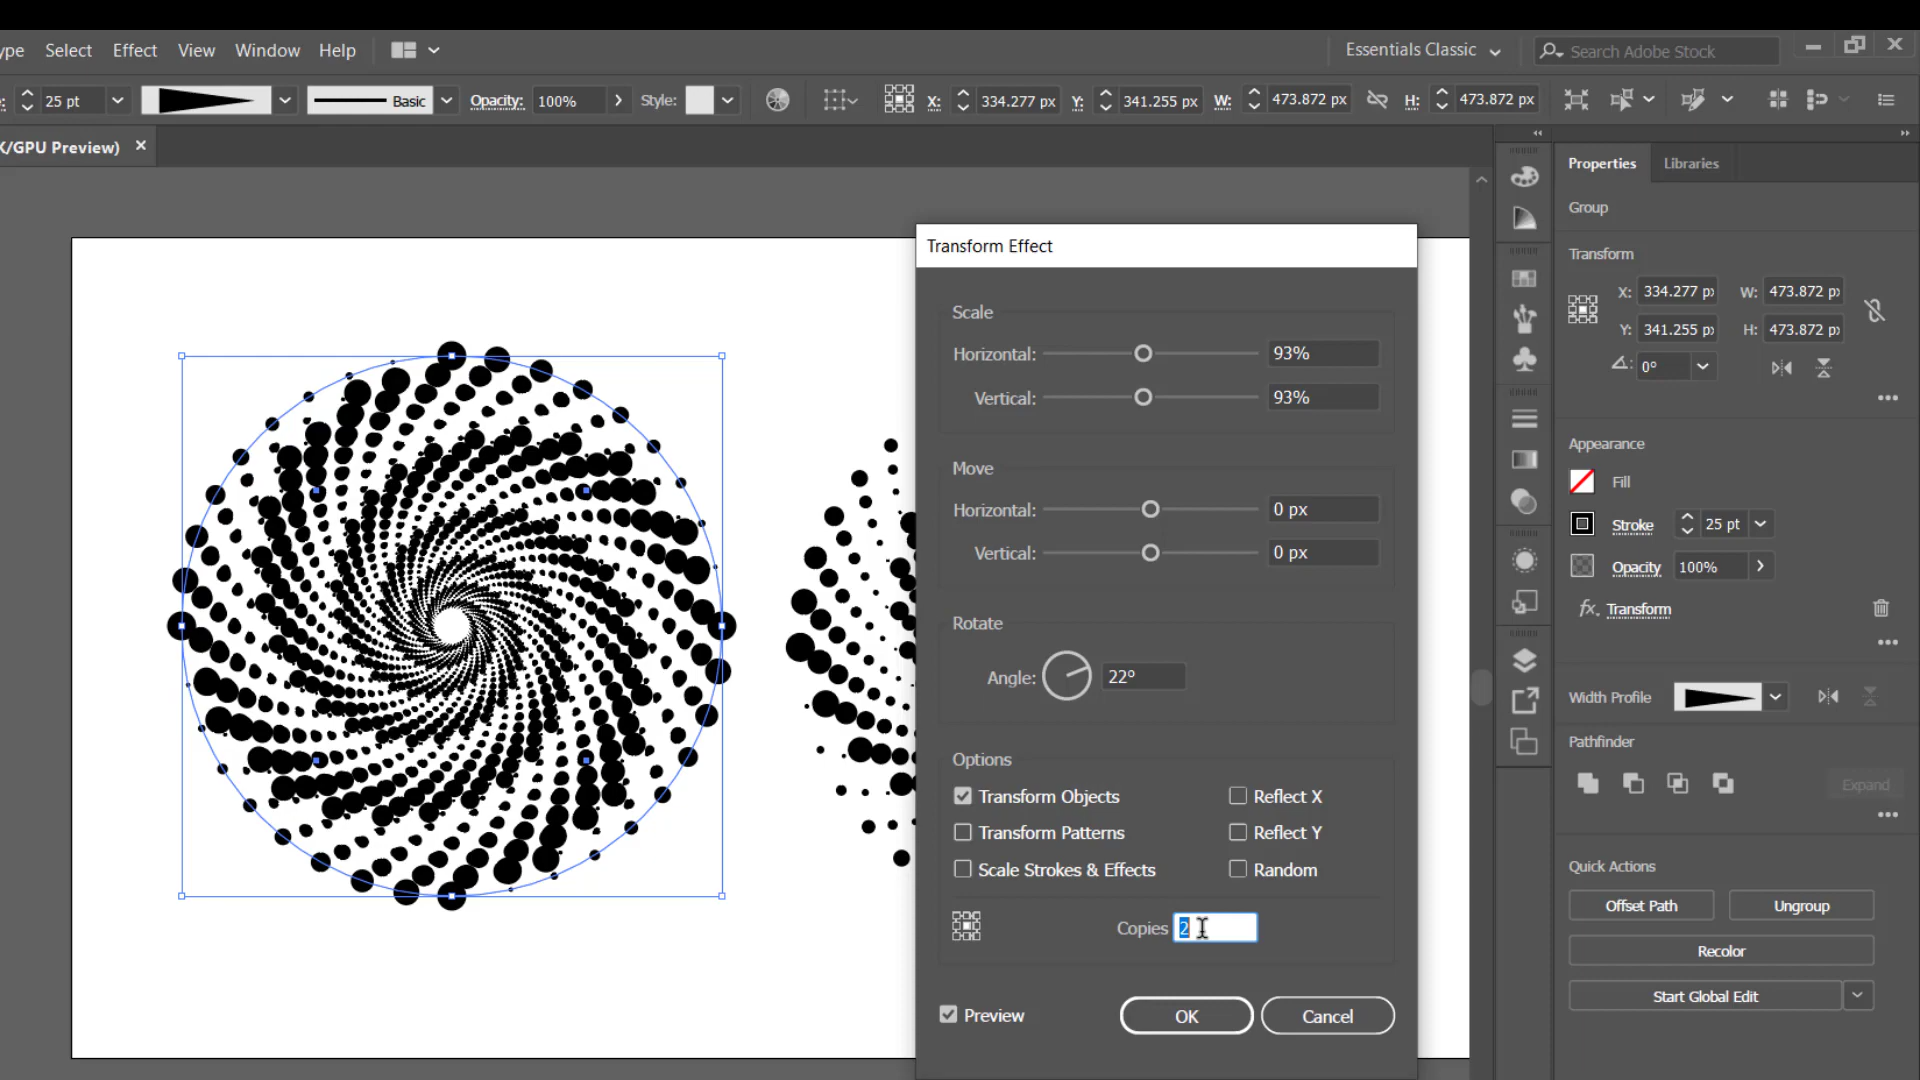 ype Select Effect View Window Help
Essentials Classic
Search Adobe Stock
25 pt
Basic
Opacity: 100%
Style:
X: 334.277 px
Y: 341.255 px
W: 473.872 px
H: 473.872 px
K/GPU Preview) ×
Properties
Libraries
Group
Transform
X: 334.277 px
W: 473.872 px
Y: 341.255 px
H: 473.872 px
0°
Appearance
Fill
Stroke
25 pt
Opacity
100%
fx. Transform
Width Profile
Pathfinder
Expand
Quick Actions
Offset Path
Ungroup
Recolor
Start Global Edit
Transform Effect
Scale
Horizontal: 93%
Vertical: 93%
Move
Horizontal: 0 px
Vertical: 0 px
Rotate
Angle: 22°
Options
Transform Objects
Reflect X
Transform Patterns
Reflect Y
Scale Strokes & Effects
Random
Copies 2
Preview
OK
Cancel